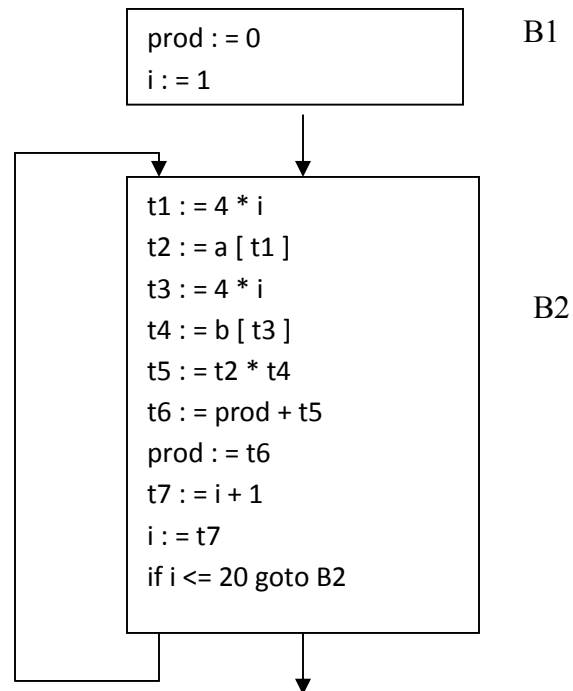 prod : = 0
i : = 1
B1
t1 : = 4 * i
t2 : = a [ t1 ]
t3 : = 4 * i
t4 : = b [ t3 ]
t5 : = t2 * t4
t6 : = prod + t5
prod : = t6
t7 : = i + 1
i : = t7
if i <= 20 goto B2
B2